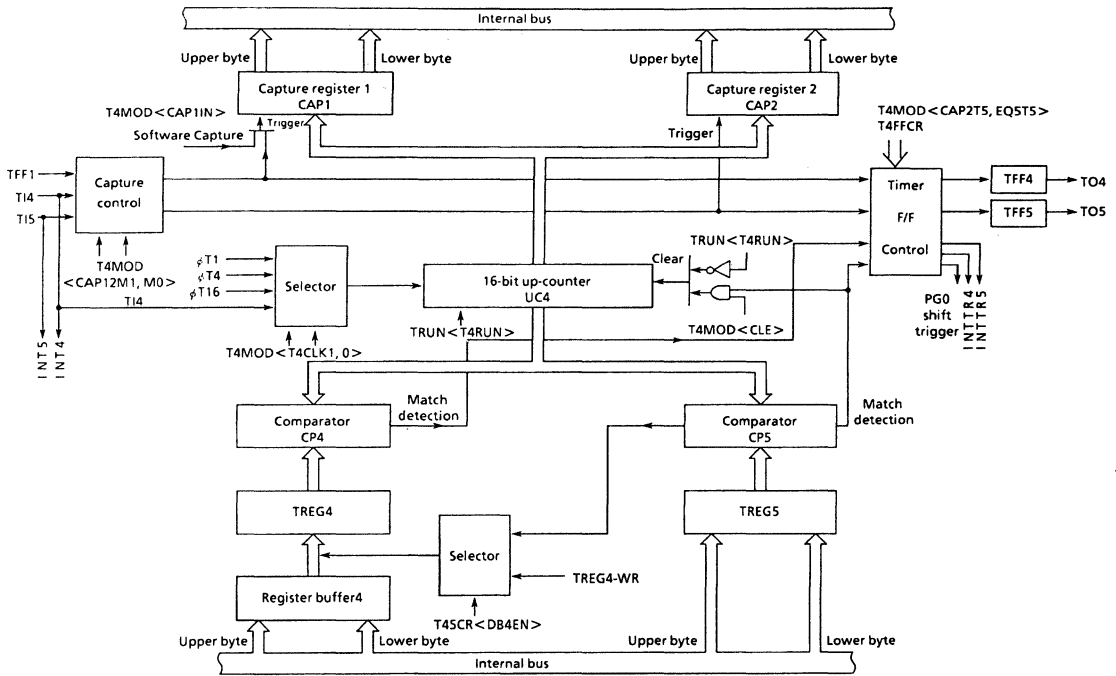 Internal bus
Upper byte
Lower byte
Upper byte
Lower byte
Capture register 1
CAP1
Capture register 2
CAP2
T4MOD<CAP1IN>
Trigger
Software Capture
Trigger
T4MOD<CAP2T5, EQ5T5>
T4FFCR
TFF1
TI4
TI5
Capture
control
Timer
F/F
Control
TFF4
TO4
TFF5
TO5
T4MOD
<CAP12M1, M0>
TI4
φT1
φT4
φT16
Selector
16-bit up-counter
UC4
Clear
TRUN<T4RUN>
T4MOD<CLE>
TRUN<T4RUN>
T4MOD<T4CLK1, 0>
PG0
shift
trigger
INTTR4
INTTR5
INT5
INT4
Comparator
CP4
Match
detection
Comparator
CP5
Match
detection
TREG4
TREG5
Selector
TREG4-WR
Register buffer4
T45CR<DB4EN>
Upper byte
Lower byte
Upper byte
Lower byte
Internal bus